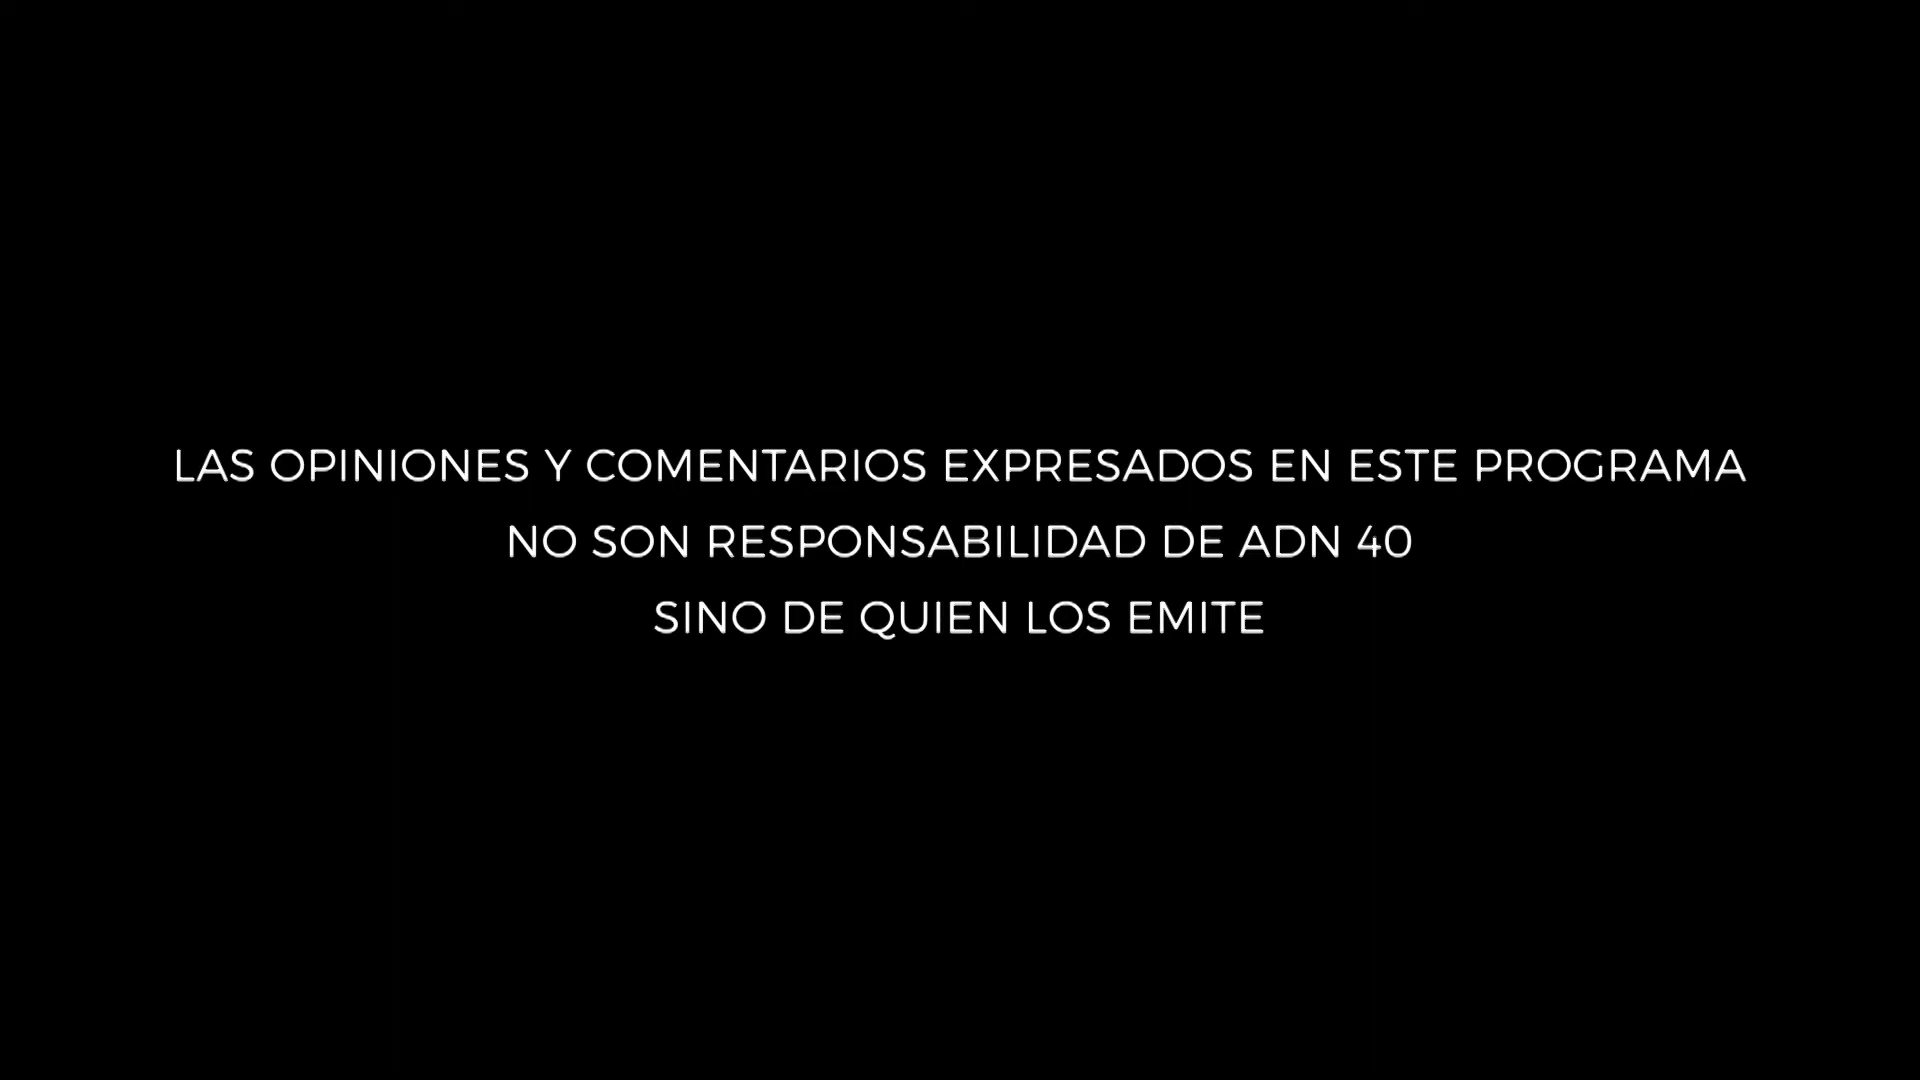 LAS OPINIONES Y COMENTARIOS EXPRESADOS EN ESTE PROGRAMA
NO SON RESPONSABILIDAD DE ADN 40
SINO DE QUIEN LOS EMITE